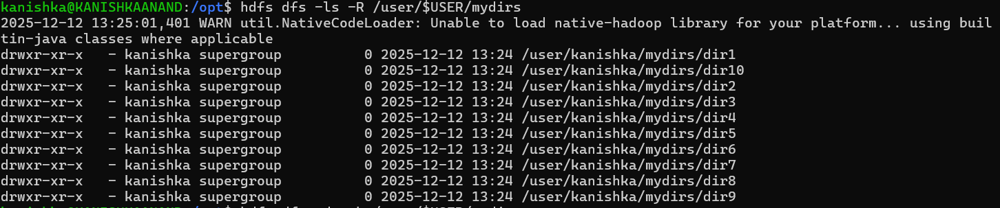 kanishka@KANISHKAANAND:/opt$ hdfs dfs -ls -R /user/$USER/mydirs
2025-12-12 13:25:01,401 WARN util.NativeCodeLoader: Unable to load native-hadoop library for your platform... using buil
tin-java classes where applicable
drwxr-xr-x   - kanishka supergroup          0 2025-12-12 13:24 /user/kanishka/mydirs/dir1
drwxr-xr-x   - kanishka supergroup          0 2025-12-12 13:24 /user/kanishka/mydirs/dir10
drwxr-xr-x   - kanishka supergroup          0 2025-12-12 13:24 /user/kanishka/mydirs/dir2
drwxr-xr-x   - kanishka supergroup          0 2025-12-12 13:24 /user/kanishka/mydirs/dir3
drwxr-xr-x   - kanishka supergroup          0 2025-12-12 13:24 /user/kanishka/mydirs/dir4
drwxr-xr-x   - kanishka supergroup          0 2025-12-12 13:24 /user/kanishka/mydirs/dir5
drwxr-xr-x   - kanishka supergroup          0 2025-12-12 13:24 /user/kanishka/mydirs/dir6
drwxr-xr-x   - kanishka supergroup          0 2025-12-12 13:24 /user/kanishka/mydirs/dir7
drwxr-xr-x   - kanishka supergroup          0 2025-12-12 13:24 /user/kanishka/mydirs/dir8
drwxr-xr-x   - kanishka supergroup          0 2025-12-12 13:24 /user/kanishka/mydirs/dir9